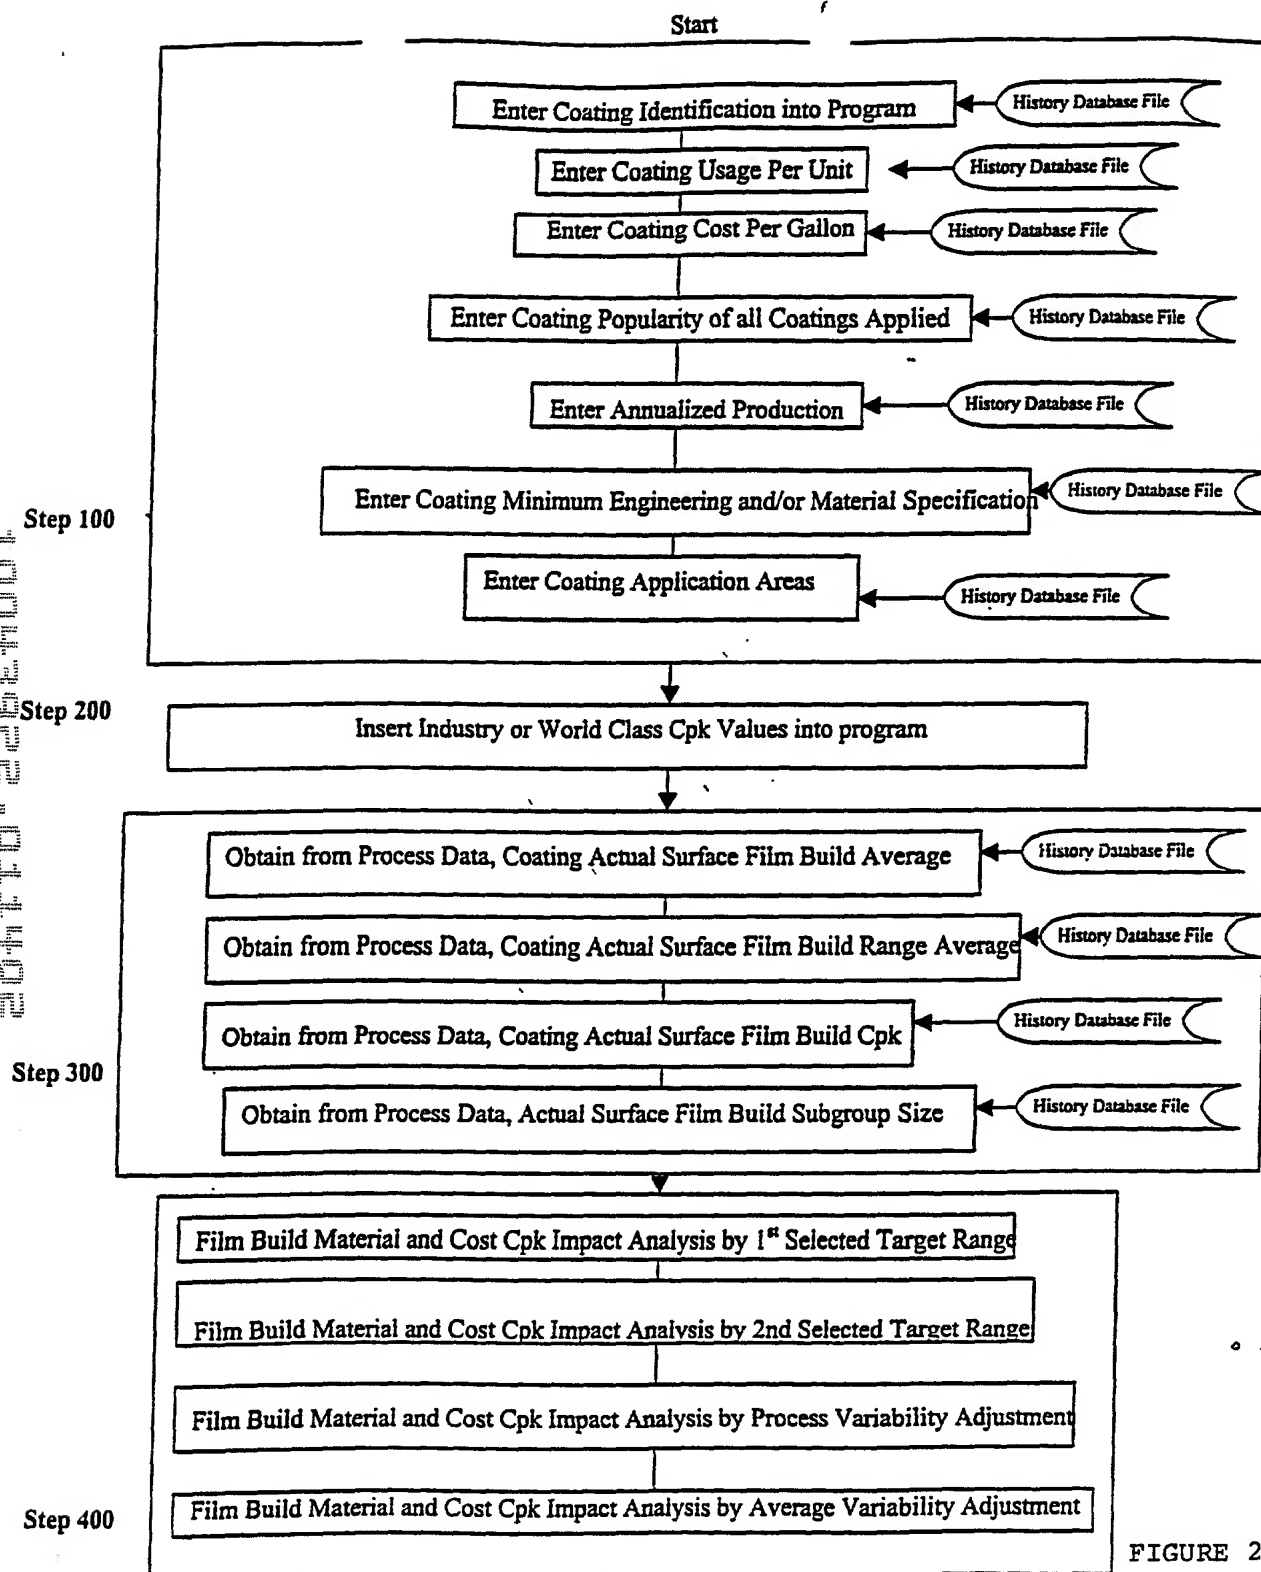 Start
Enter Coating Identification into Program
History Database File
Enter Coating Usage Per Unit
History Database File
Enter Coating Cost Per Gallon
History Database File
Enter Coating Popularity of all Coatings Applied
History Database File
Enter Annualized Production
History Database File
Enter Coating Minimum Engineering and/or Material Specification
History Database File
Step 100
Enter Coating Application Areas
History Database File
Step 200
Insert Industry or World Class Cpk Values into program
Obtain from Process Data, Coating Actual Surface Film Build Average
History Database File
Obtain from Process Data, Coating Actual Surface Film Build Range Average
History Database File
Obtain from Process Data, Coating Actual Surface Film Build Cpk
History Database File
Step 300
Obtain from Process Data, Actual Surface Film Build Subgroup Size
History Database File
Film Build Material and Cost Cpk Impact Analysis by 1st Selected Target Range
Film Build Material and Cost Cpk Impact Analysis by 2nd Selected Target Range
Film Build Material and Cost Cpk Impact Analysis by Process Variability Adjustment
Step 400
Film Build Material and Cost Cpk Impact Analysis by Average Variability Adjustment
FIGURE 2